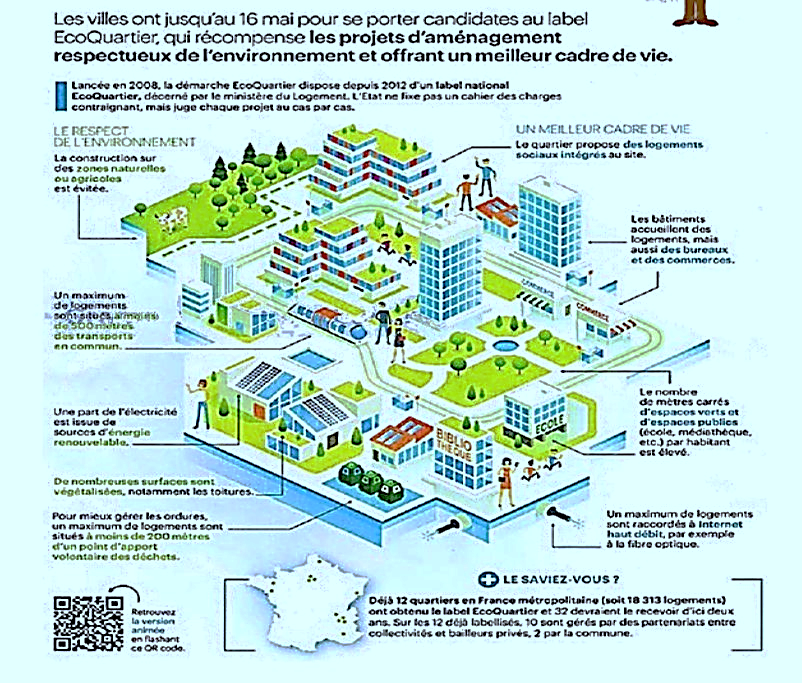 Les villes ont jusqu'au 16 mai pour se porter candidates au label
EcoQuartier, qui récompense les projets d'aménagement
respectueux de l'environnement et offrant un meilleur cadre de vie.
Lancée en 2008, la démarche EcoQuartier dispose depuis 2012 d'un label national
EcoQuartier, décerné par le ministère du Logement. L'Etat ne fixe pas un cahier des charges
contraignant, mais juge chaque projet au cas par cas.
LE RESPECT
DE L'ENVIRONNEMENT
La construction sur
des zones naturelles
ou agricoles
est évitée.
Un maximum
de logements
sont situés
de 500 mètres
des transports
en commun.
Une part de l'électricité
est issue de
sources d'énergie
renouvelable.
De nombreuses surfaces sont
végétalisées, notamment les toitures.
Pour mieux gérer les ordures,
un maximum de logements sont
situés à moins de 200 mètres
d'un point d'apport
volontaire des déchets.
UN MEILLEUR CADRE DE VIE
Le quartier propose des logements
sociaux intégrés au site.
Les bâtiments
accueillent des
logements, mais
aussi des bureaux
et des commerces.
COMMERCE
COMMERCE
Le nombre
de mètres carrés
d'espaces verts et
d'espaces publics
(école, médiathèque,
etc.) par habitant
est élevé.
ECOLE
BIBLIO
THEQUE
Un maximum de logements
sont raccordés à Internet
haut débit, par exemple
à la fibre optique.
Retrouvez
la version
animée
en flashant
ce QR code.
+ LE SAVIEZ-VOUS ?
Déjà 12 quartiers en France métropolitaine (soit 18 313 logements)
ont obtenu le label EcoQuartier et 32 devraient le recevoir d'ici deux
ans. Sur les 12 déjà labellisés, 10 sont gérés par des partenariats entre
collectivités et bailleurs privés, 2 par la commune.